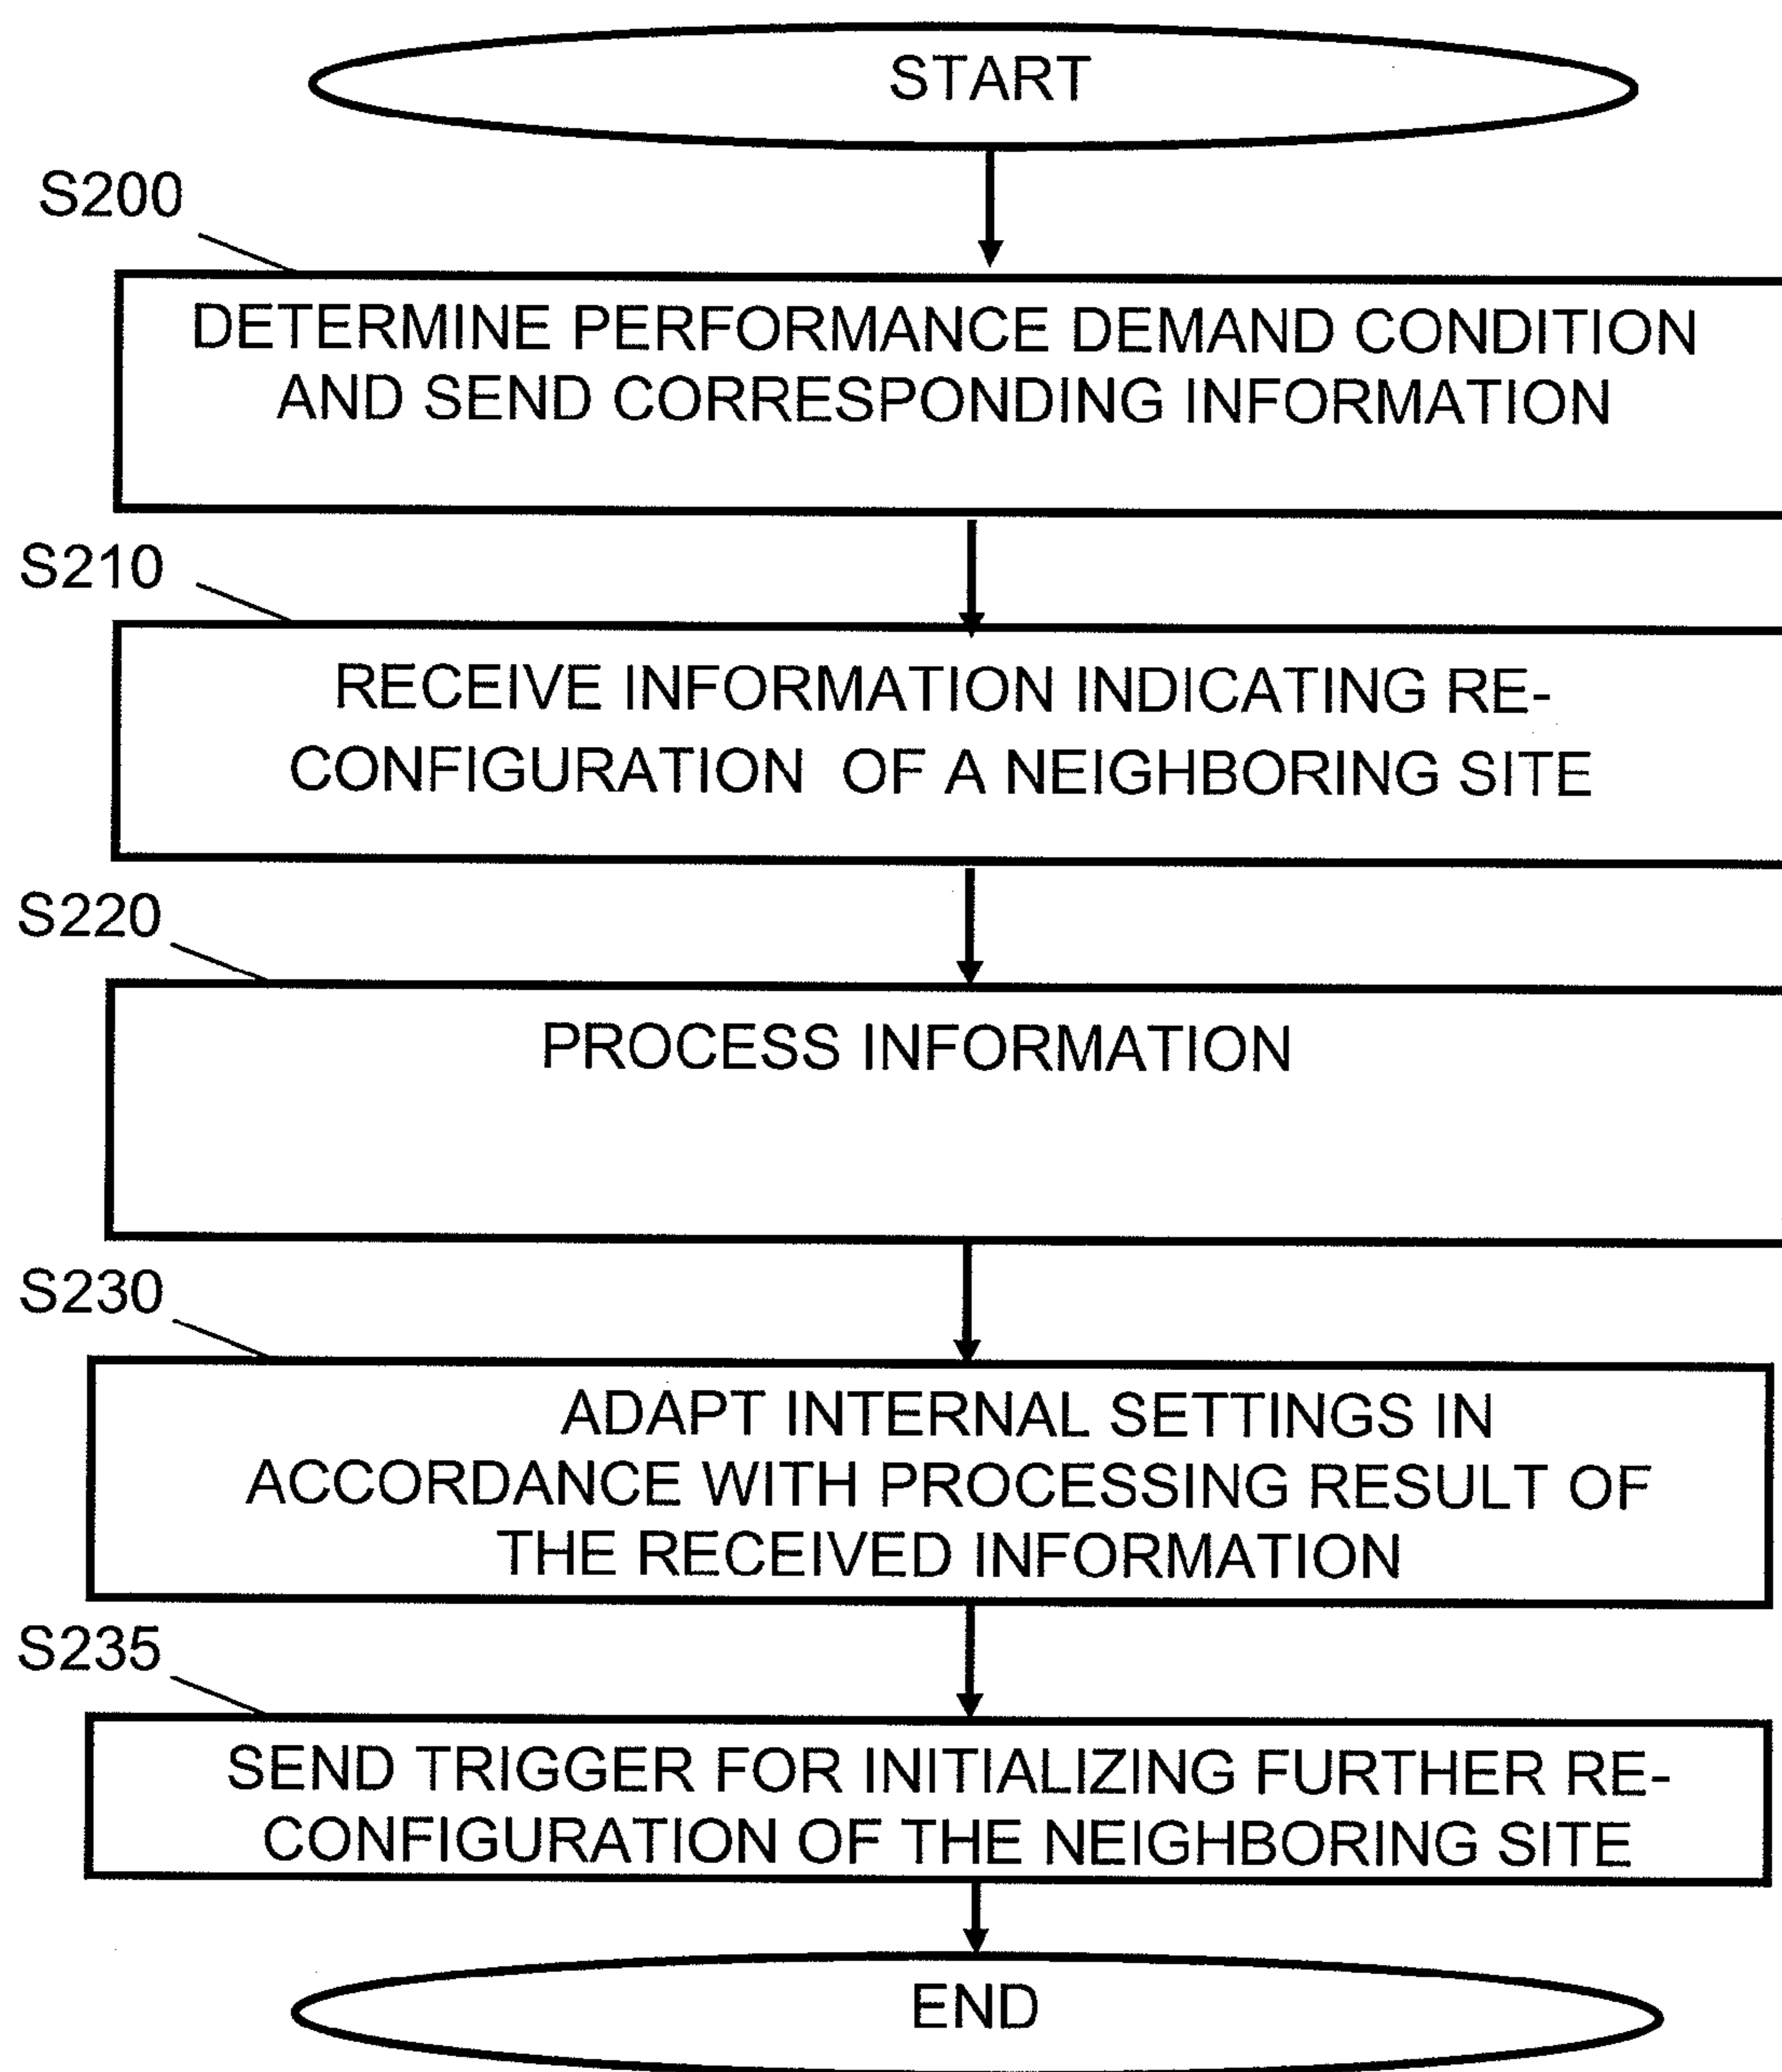 START
S200
DETERMINE PERFORMANCE DEMAND CONDITION
AND SEND CORRESPONDING INFORMATION
S210
RECEIVE INFORMATION INDICATING RE-
CONFIGURATION OF A NEIGHBORING SITE
S220
PROCESS INFORMATION
S230
ADAPT INTERNAL SETTINGS IN
ACCORDANCE WITH PROCESSING RESULT OF
THE RECEIVED INFORMATION
S235
SEND TRIGGER FOR INITIALIZING FURTHER RE-
CONFIGURATION OF THE NEIGHBORING SITE
END